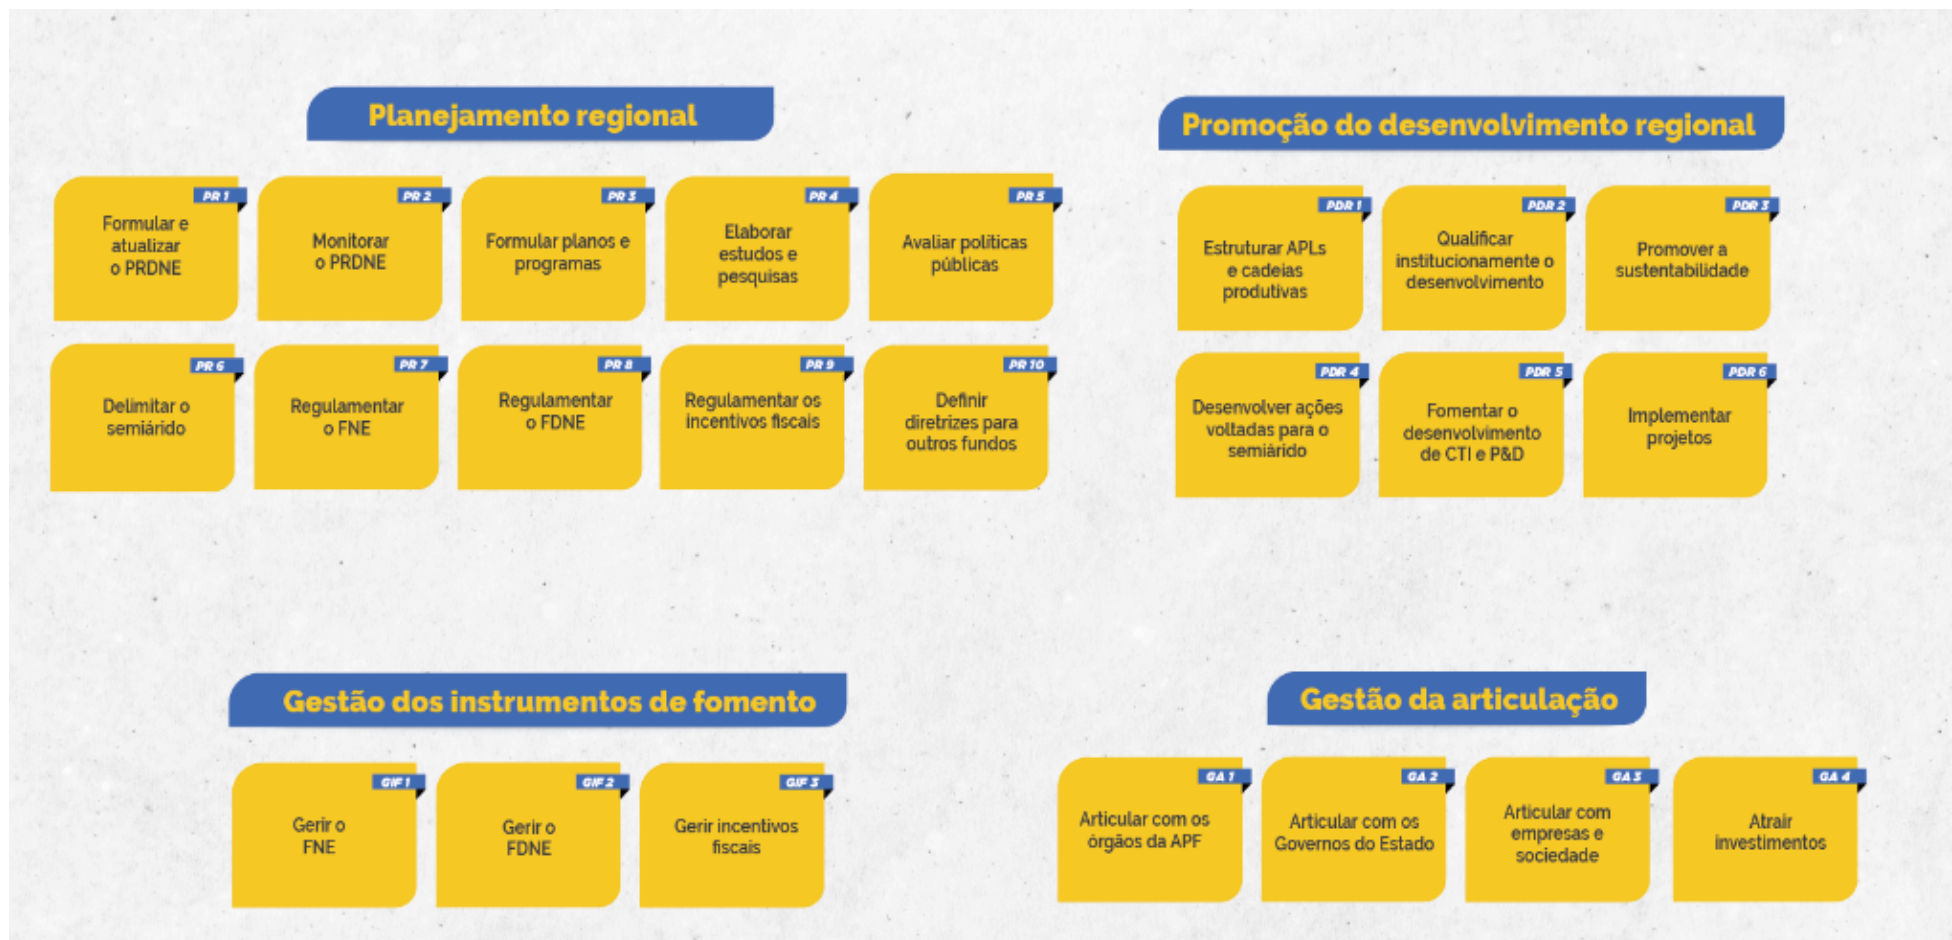 Planejamento regional
PR 1
Formular e
atualizar
o PRDNE
PR 2
Monitorar
o PRDNE
PR 3
Formular planos e
programas
PR 4
Elaborar
estudos e
pesquisas
PR 5
Avaliar políticas
públicas
PR 6
Delimitar o
semiárido
PR 7
Regulamentar
o FNE
PR 8
Regulamentar
o FDNE
PR 9
Regulamentar os
incentivos fiscais
PR 10
Definir
diretrizes para
outros fundos
Promoção do desenvolvimento regional
PDR 1
Estruturar APLs
e cadeias
produtivas
PDR 2
Qualificar
institucionamente o
desenvolvimento
PDR 3
Promover a
sustentabilidade
PDR 4
Desenvolver ações
voltadas para o
semiárido
PDR 5
Fomentar o
desenvolvimento
de CTI e P&D
PDR 6
Implementar
projetos
Gestão dos instrumentos de fomento
GIF 1
Gerir o
FNE
GIF 2
Gerir o
FDNE
GIF 3
Gerir incentivos
fiscais
Gestão da articulação
GA 1
Articular com os
órgãos da APF
GA 2
Articular com os
Governos do Estado
GA 3
Articular com
empresas e
sociedade
GA 4
Atrair
investimentos